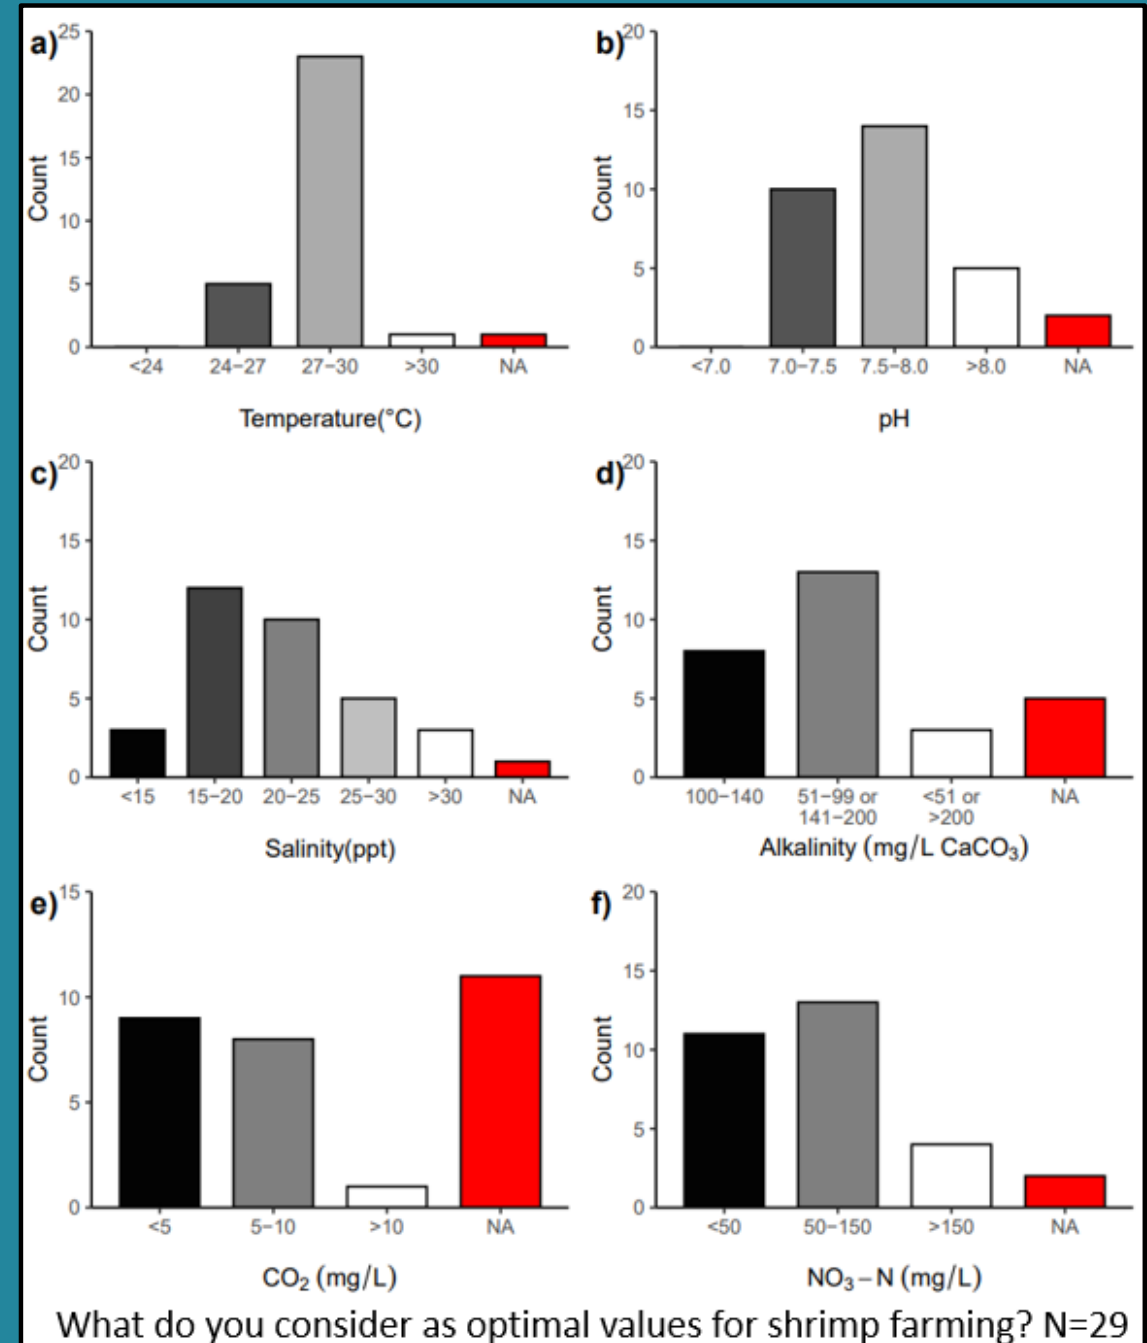 a)
25
20
15
10
5
0
Count
<24 24−27 27−30 >30 NA
Temperature(°C)
b)
20
15
10
5
0
Count
<7.0 7.0−7.5 7.5−8.0 >8.0 NA
pH
c)
20
15
10
5
0
Count
<15 15−20 20−25 25−30 >30 NA
Salinity(ppt)
d)
20
15
10
5
0
Count
100−140 51−99 or <51 or NA
141−200 >200
Alkalinity (mg/L CaCO₃)
e)
15
10
5
0
Count
<5 5−10 >10 NA
CO₂ (mg/L)
f)
20
15
10
5
0
Count
<50 50−150 >150 NA
NO₃−N (mg/L)
What do you consider as optimal values for shrimp farming? N=29